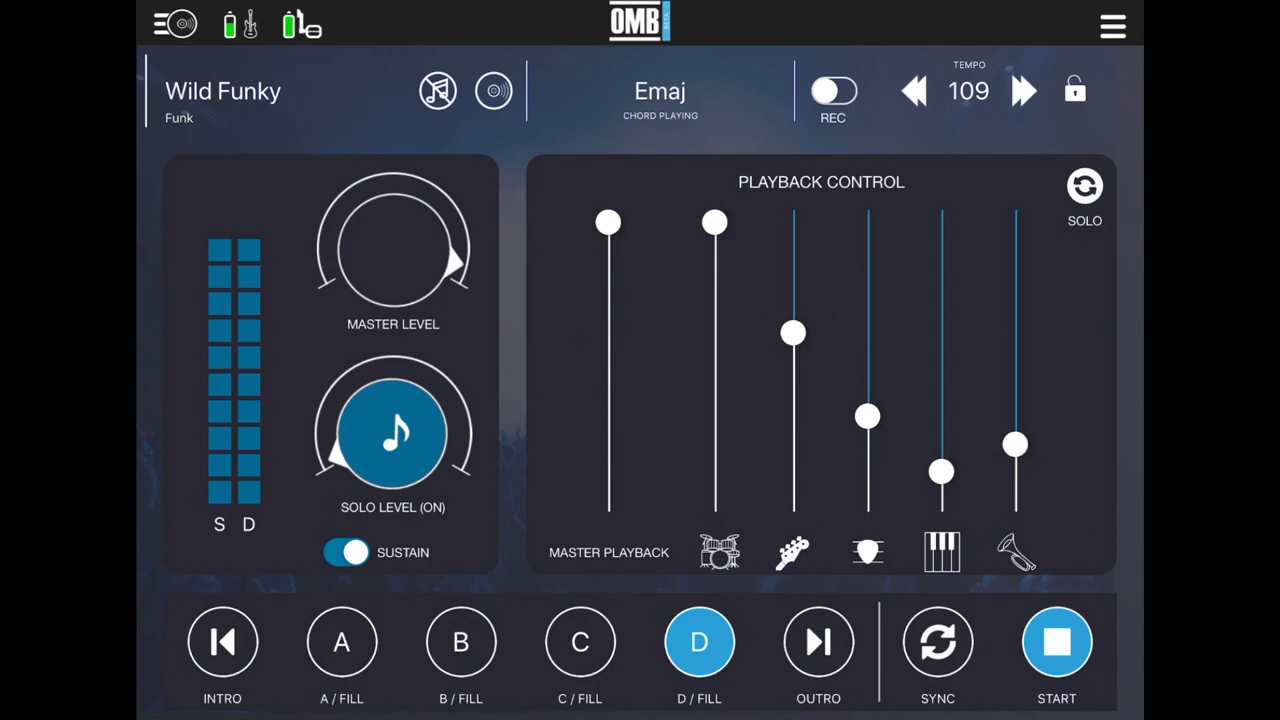 OMB
Wild Funky
Funk
Emaj
CHORD PLAYING
REC
TEMPO
109
PLAYBACK CONTROL
SOLO
MASTER LEVEL
SOLO LEVEL (ON)
S D
SUSTAIN
MASTER PLAYBACK
A
B
C
D
INTRO
A / FILL
B / FILL
C / FILL
D / FILL
OUTRO
SYNC
START